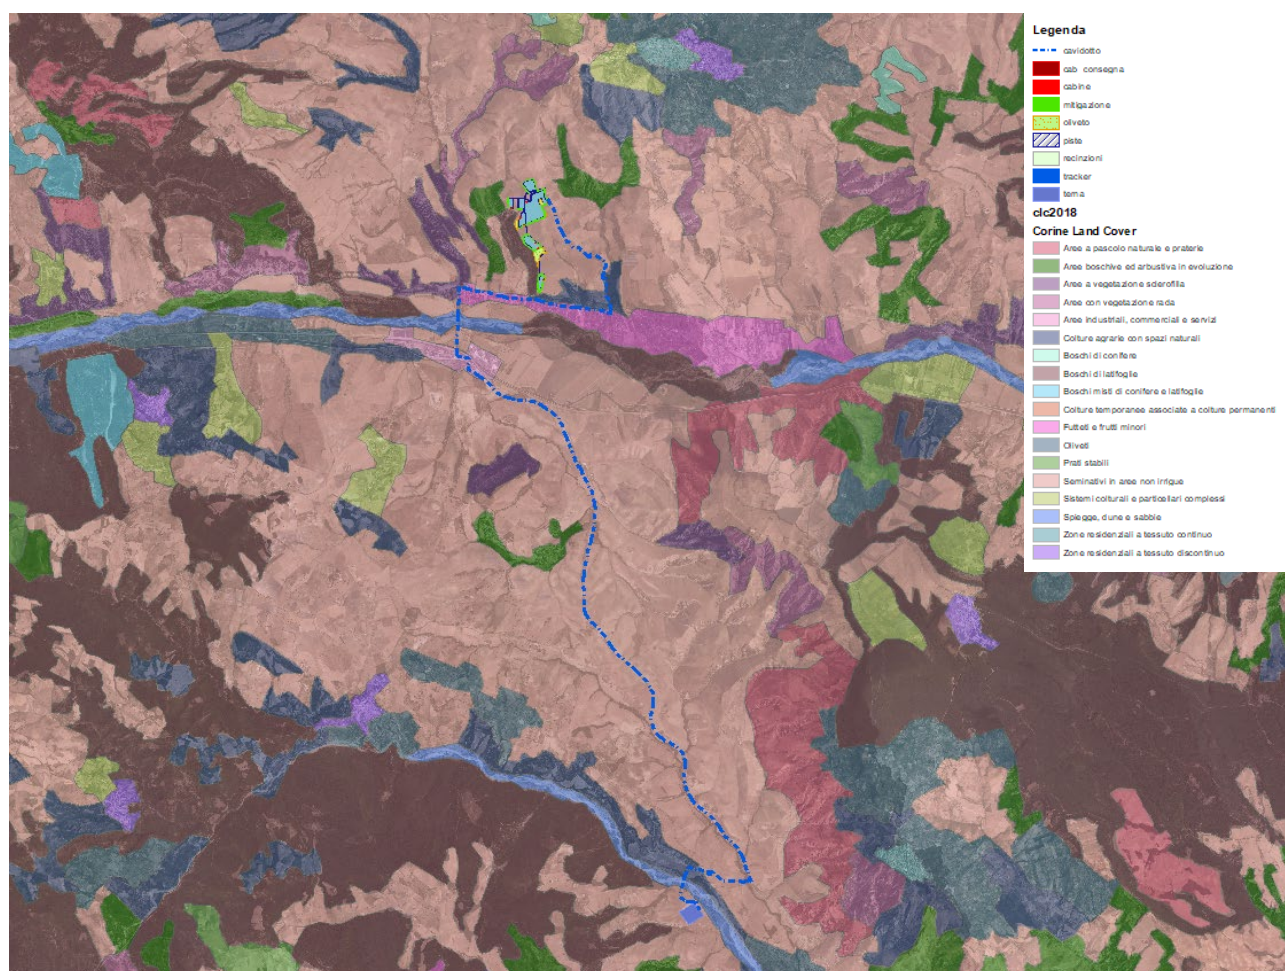 Legenda
cavidotto
cab consegna
cabine
mitigazione
oliveto
piste
recinzioni
tracker
terna
clc2018
Corine Land Cover
Aree a pascolo naturale e praterie
Aree boschive ed arbustiva in evoluzione
Aree a vegetazione sclerofilla
Aree con vegetazione rada
Aree industriali, commerciali e servizi
Colture agrarie con spazi naturali
Boschi di conifere
Boschi di latifoglie
Boschi misti di conifere e latifoglie
Colture temporanee associate a colture permanenti
Futteti e frutti minori
Oliveti
Prati stabili
Seminativi in aree non irrigue
Sistemi colturali e particellari complessi
Spiegge, dune e sabbie
Zone residenziali a tessuto continuo
Zone residenziali a tessuto discontinuo